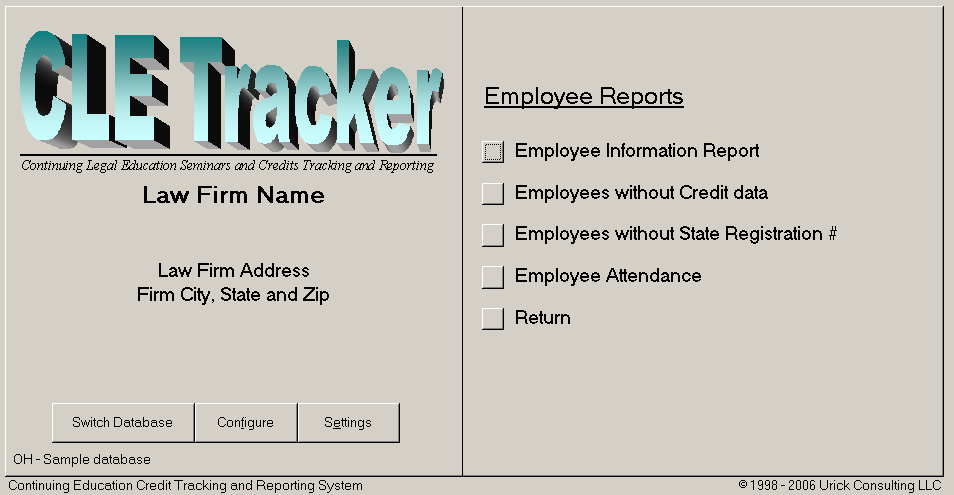 CLE Tracker
Continuing Legal Education Seminars and Credits Tracking and Reporting
Law Firm Name
Law Firm Address
Firm City, State and Zip
Switch Database
Configure
Settings
OH - Sample database
Employee Reports
Employee Information Report
Employees without Credit data
Employees without State Registration #
Employee Attendance
Return
Continuing Education Credit Tracking and Reporting System
© 1998 - 2006 Urick Consulting LLC